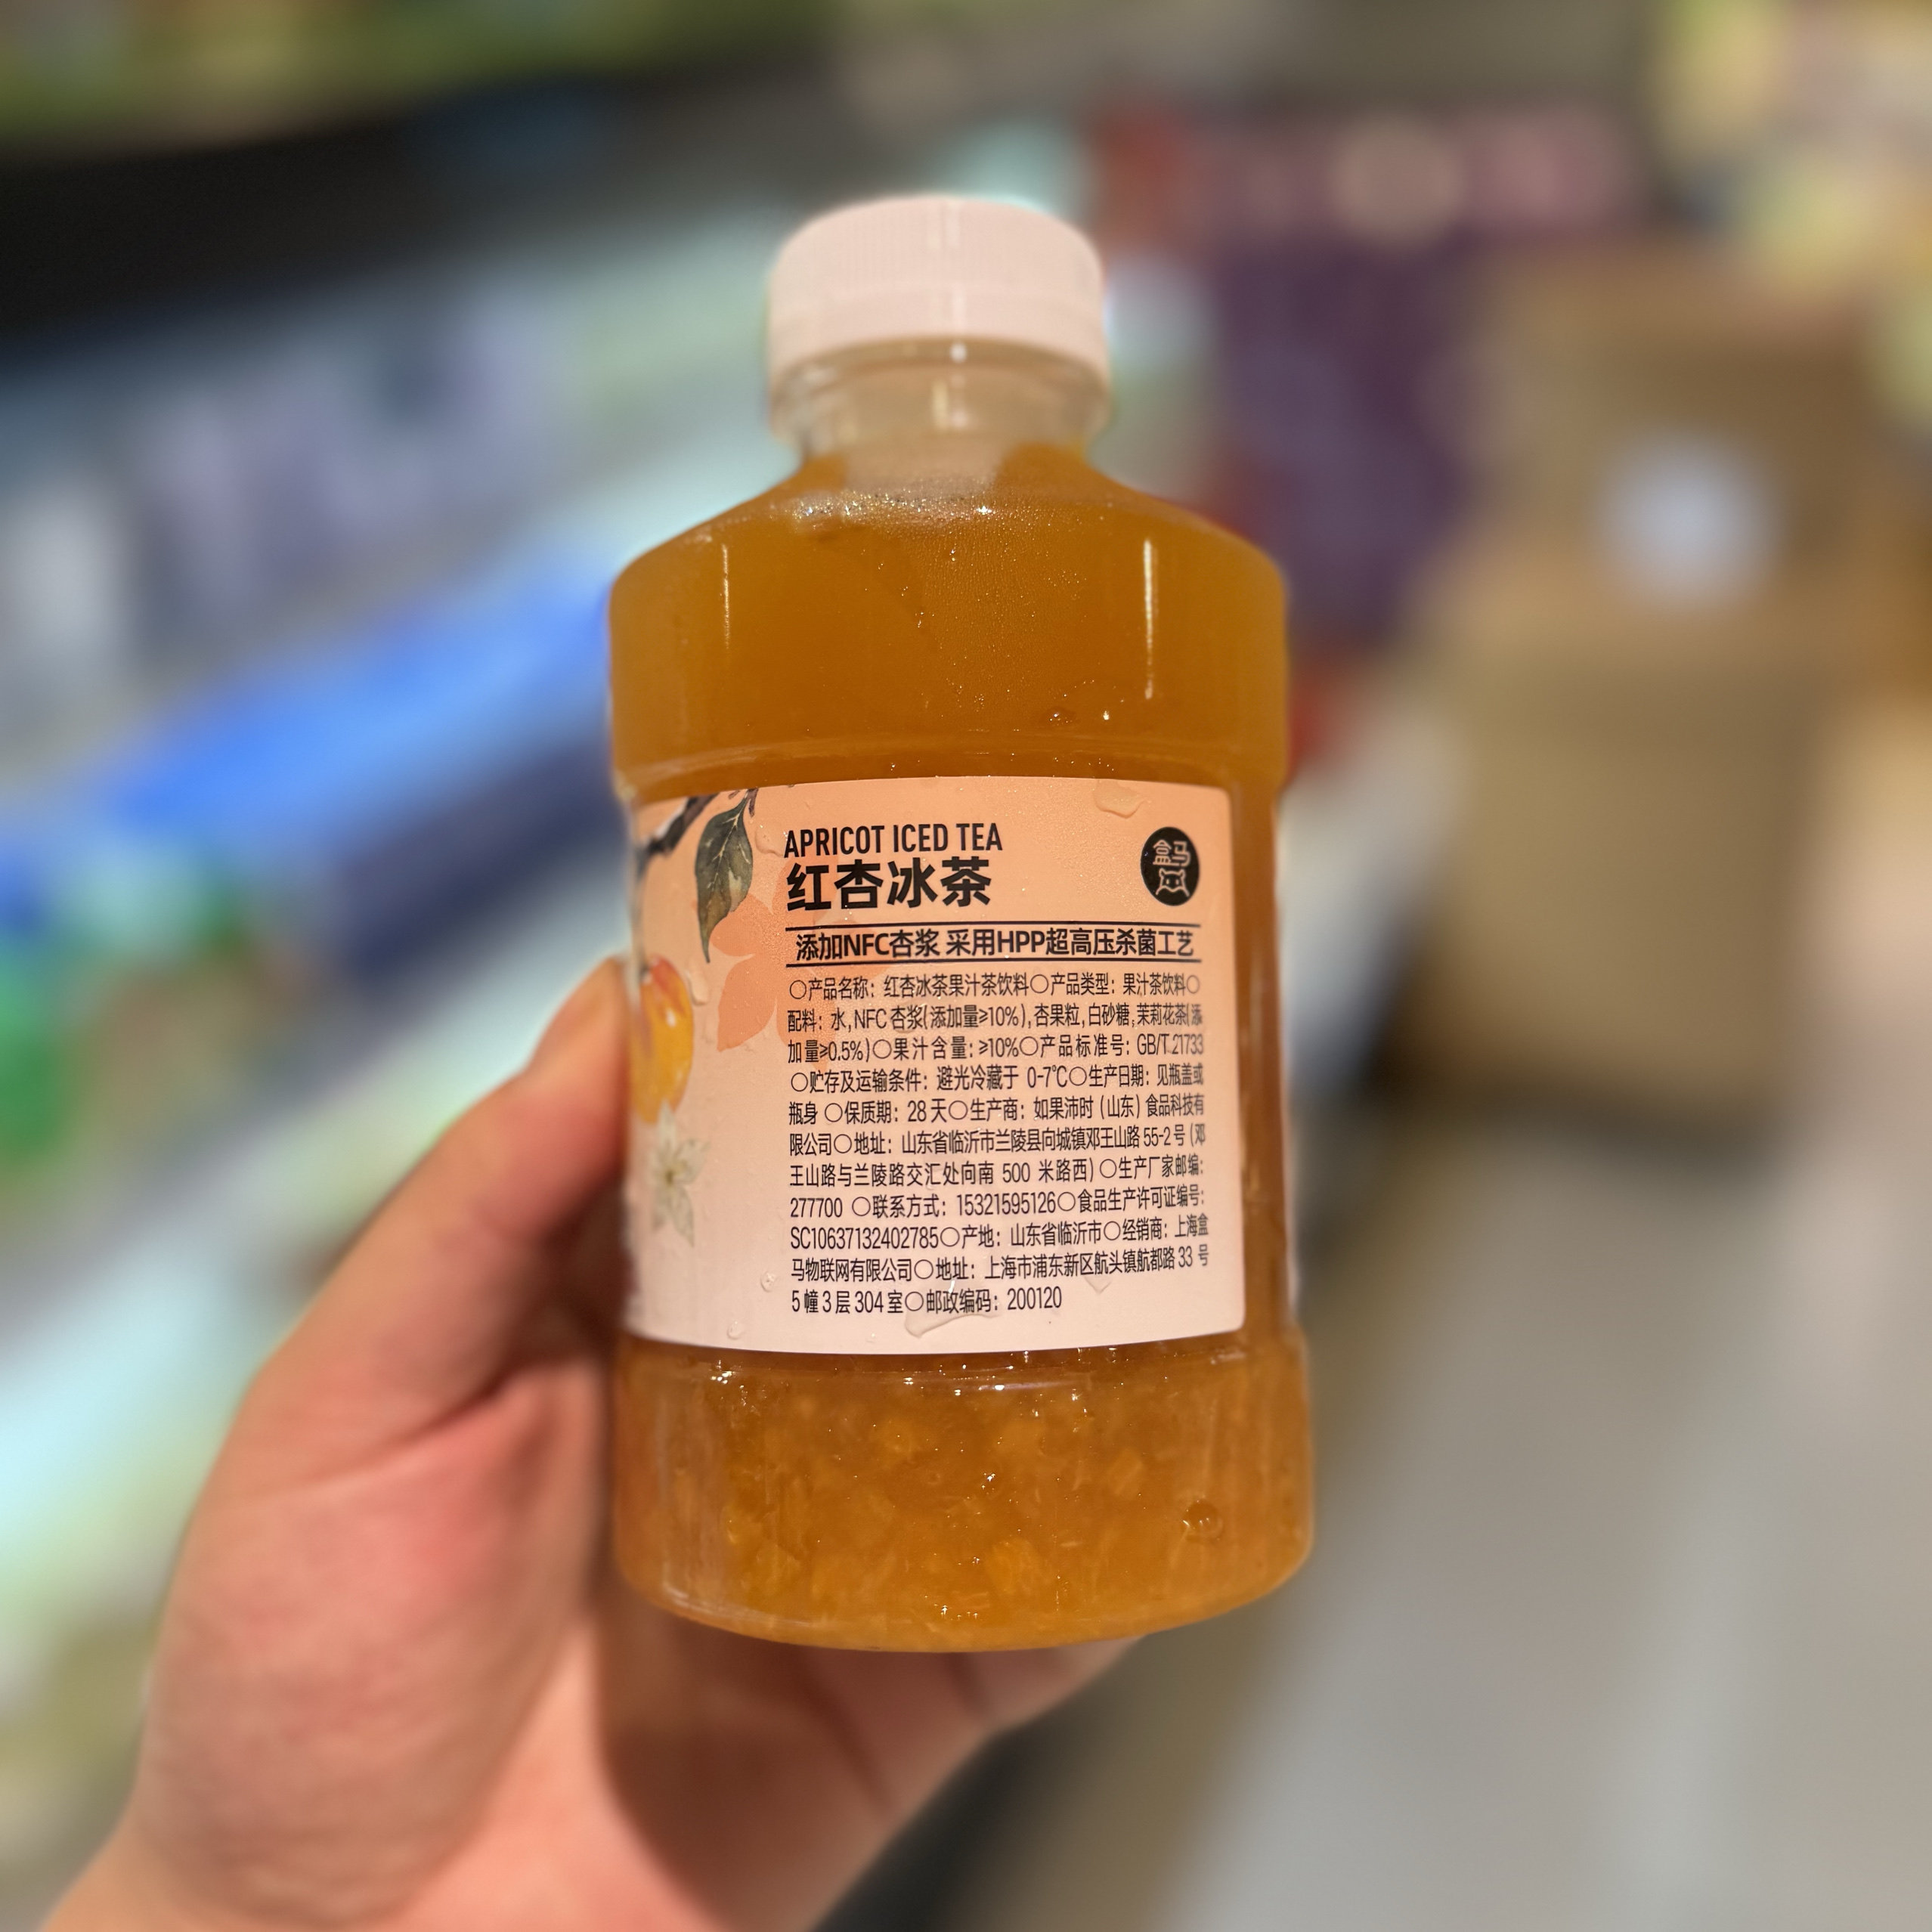 APRICOT ICED TEA
红杏冰茶
盒马
添加NFC杏浆 采用HPP超高压杀菌工艺
○产品名称：红杏冰茶果汁茶饮料○产品类型：果汁茶饮料○
配料：水,NFC杏浆(添加量≥10%),杏果粒,白砂糖,茉莉花茶(添
加量≥0.5%)○果汁含量:≥10%○产品标准号：GB/T 21733
○贮存及运输条件：避光冷藏于 0-7℃○生产日期：见瓶盖或
瓶身 ○保质期：28 天○生产商：如果沛时（山东）食品科技有
限公司○地址：山东省临沂市兰陵县向城镇邓王山路 55-2 号（邓
王山路与兰陵路交汇处向南 500 米路西）○生产厂家邮编：
277700 ○联系方式：15321595126○食品生产许可证编号：
SC10637132402785○产地：山东省临沂市○经销商：上海盒
马物联网有限公司○地址：上海市浦东新区航头镇航都路 33 号
5 幢 3 层 304 室○邮政编码：200120